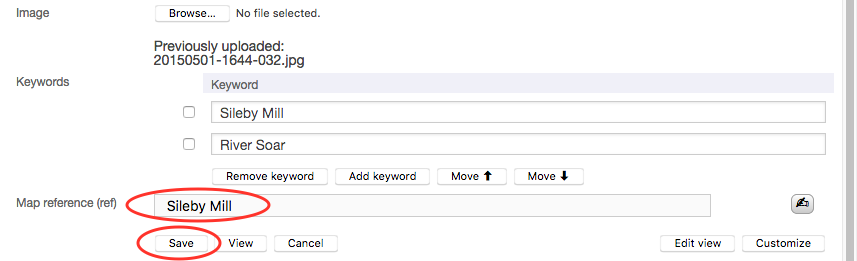 Image Browse... No file selected.
Previously uploaded:
20150501-1644-032.jpg
Keywords Keyword
Sileby Mill
River Soar
Remove keyword Add keyword Move ⬆ Move ⬇
Map reference (ref) Sileby Mill
Save View Cancel Edit view Customize